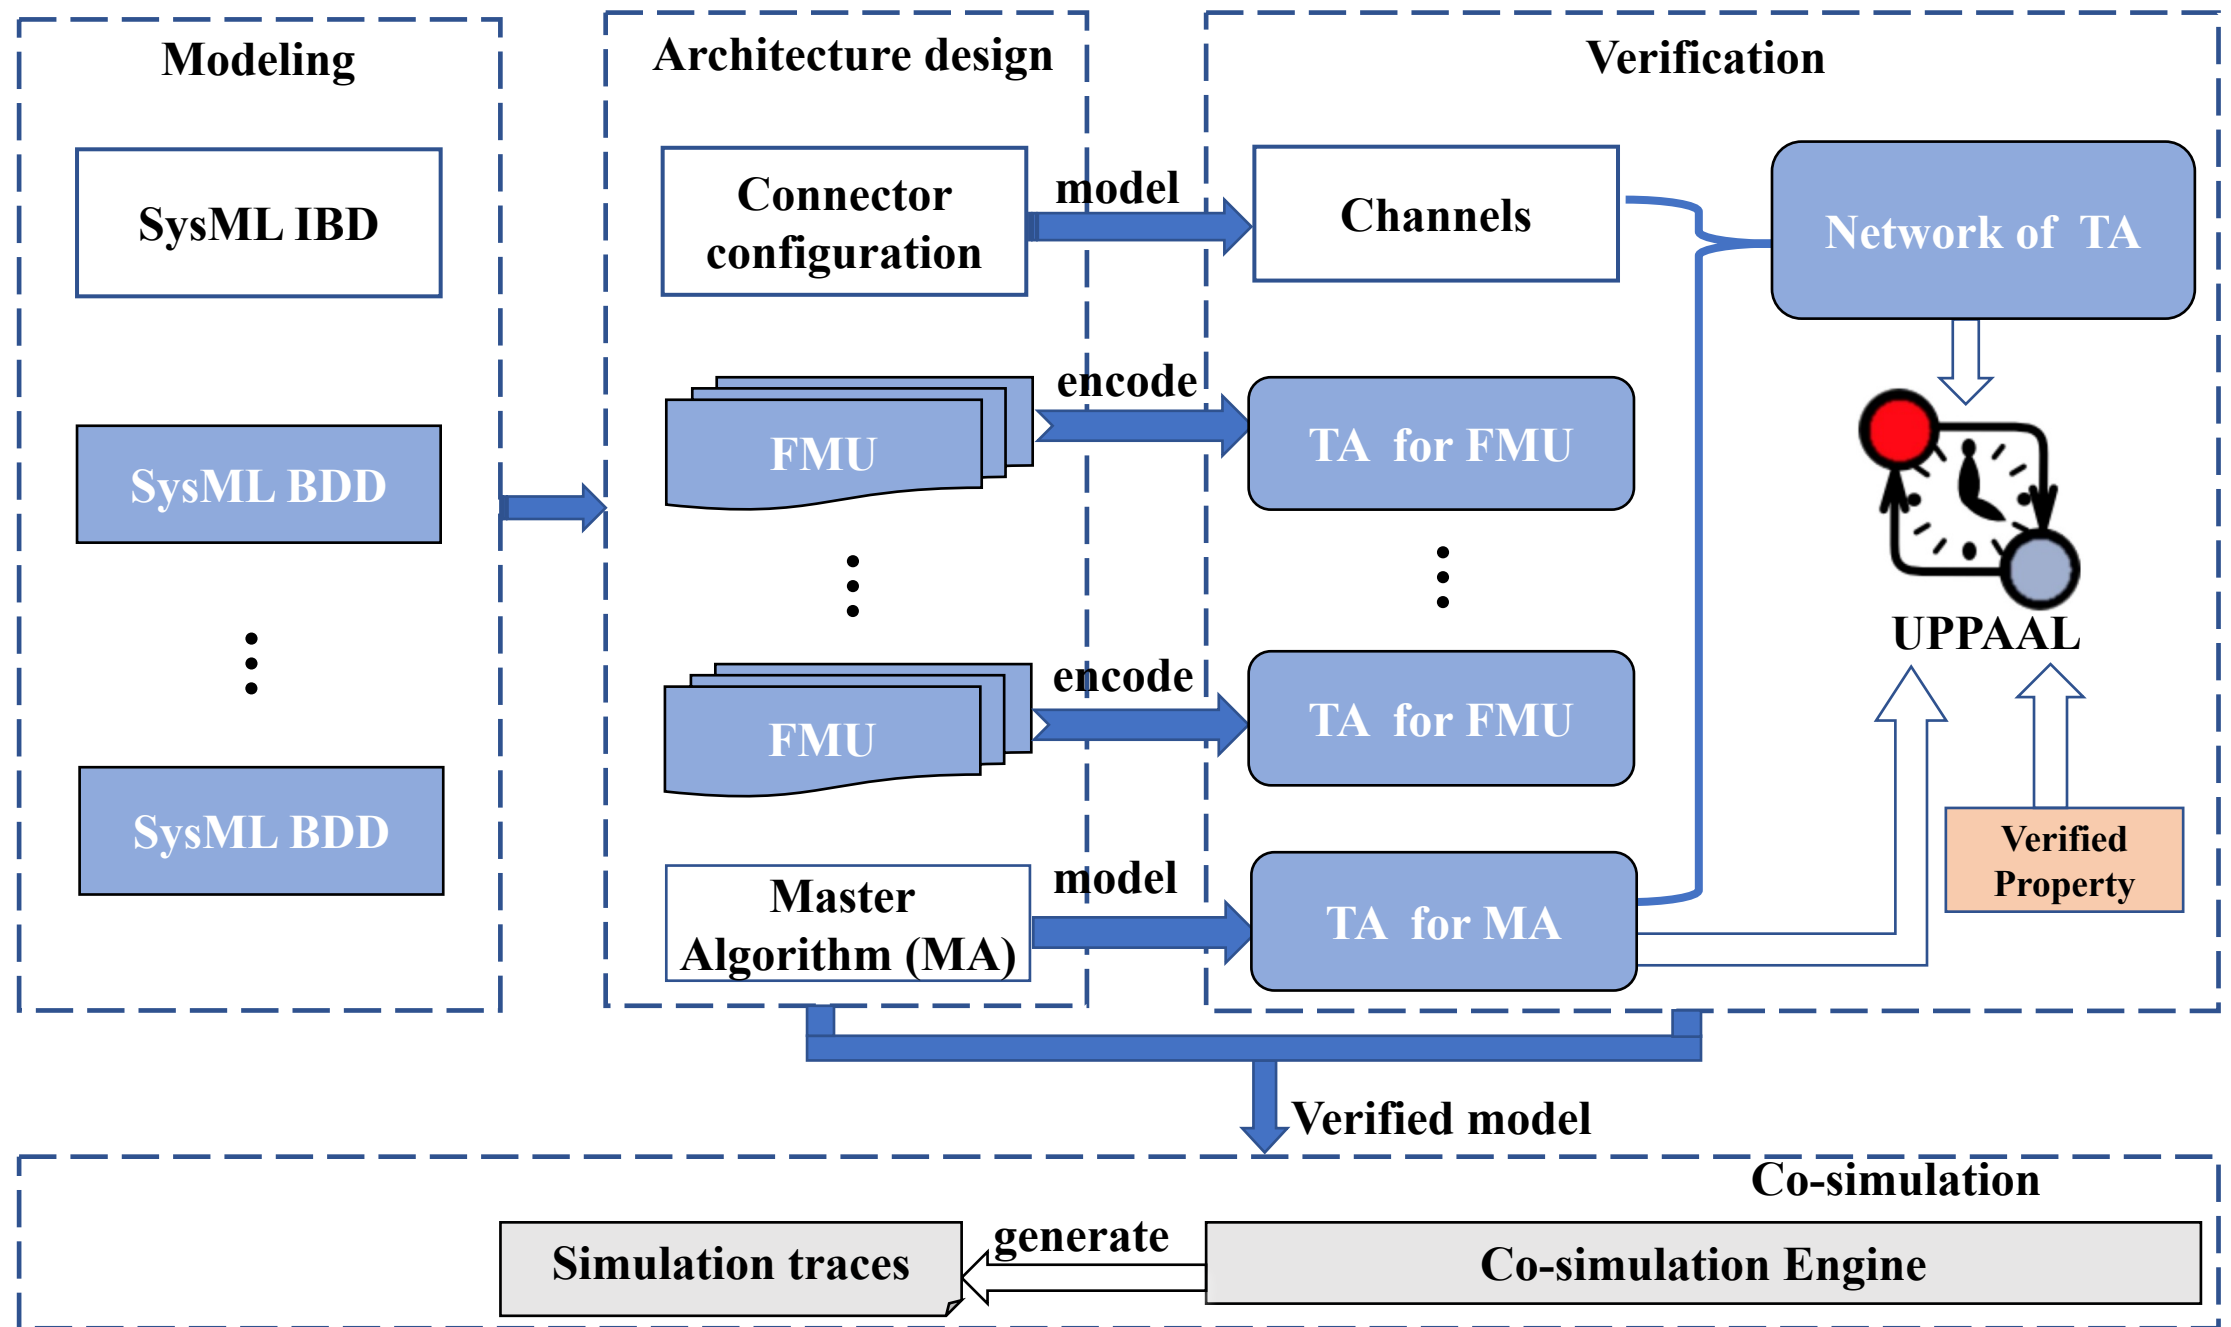 Modeling
SysML IBD
SysML BDD
SysML BDD
Architecture design
Connector
configuration
FMU
FMU
Master
Algorithm (MA)
model
encode
encode
model
Verification
Channels
TA for FMU
TA for FMU
TA for MA
Network of TA
UPPAAL
Verified
Property
Verified model
Co-simulation
Simulation traces
generate
Co-simulation Engine